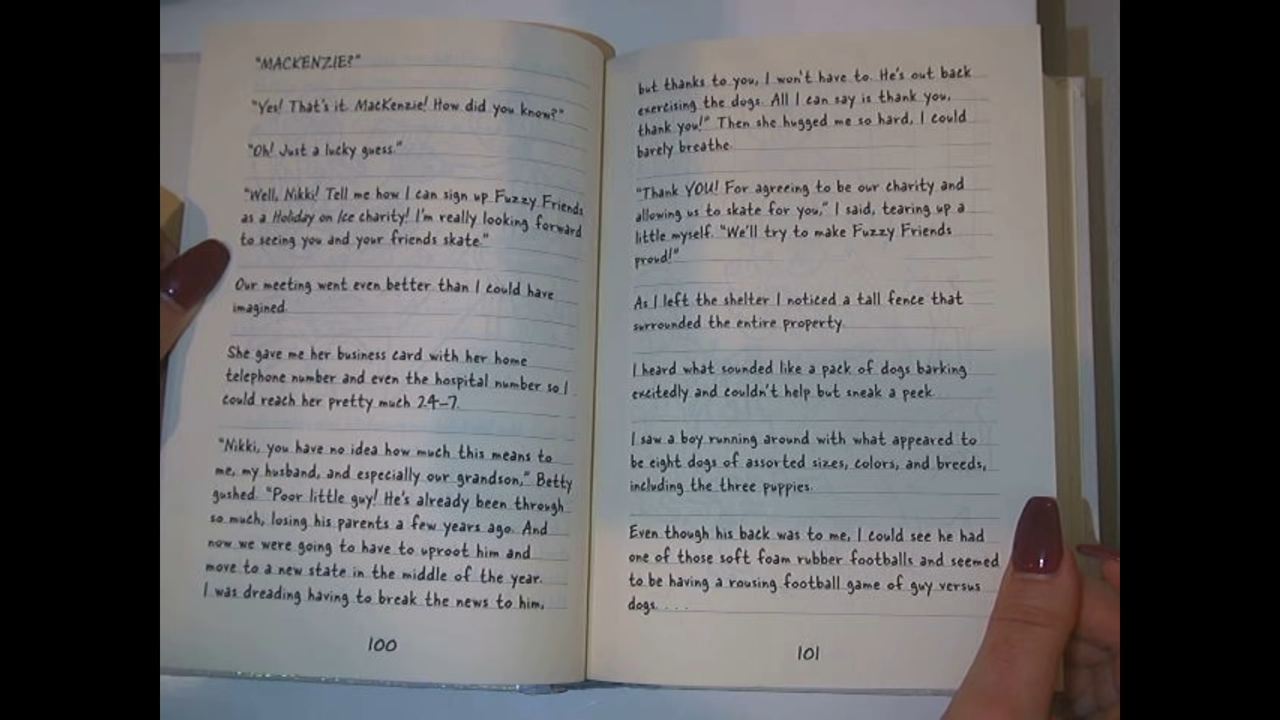 "MACKENZIE?"
"Yes! That's it. MacKenzie! How did you know?"
"Oh! Just a lucky guess."
"Well, Nikki! Tell me how I can sign up Fuzzy Friends
as a Holiday on Ice charity! I'm really looking forward
to seeing you and your friends skate."
Our meeting went even better than I could have
imagined.
She gave me her business card with her home
telephone number and even the hospital number so I
could reach her pretty much 24–7.
"Nikki, you have no idea how much this means to
me, my husband, and especially our grandson," Betty
gushed. "Poor little guy! He's already been through
so much, losing his parents a few years ago. And
now we were going to have to uproot him and
move to a new state in the middle of the year.
I was dreading having to break the news to him,
100
but thanks to you, I won't have to. He's out back
exercising the dogs. All I can say is thank you,
thank you!" Then she hugged me so hard, I could
barely breathe.
"Thank YOU! For agreeing to be our charity and
allowing us to skate for you," I said, tearing up a
little myself. "We'll try to make Fuzzy Friends
proud!"
As I left the shelter I noticed a tall fence that
surrounded the entire property.
I heard what sounded like a pack of dogs barking
excitedly and couldn't help but sneak a peek.
I saw a boy running around with what appeared to
be eight dogs of assorted sizes, colors, and breeds,
including the three puppies.
Even though his back was to me, I could see he had
one of those soft foam rubber footballs and seemed
to be having a rousing football game of guy versus
dogs. . . .
101